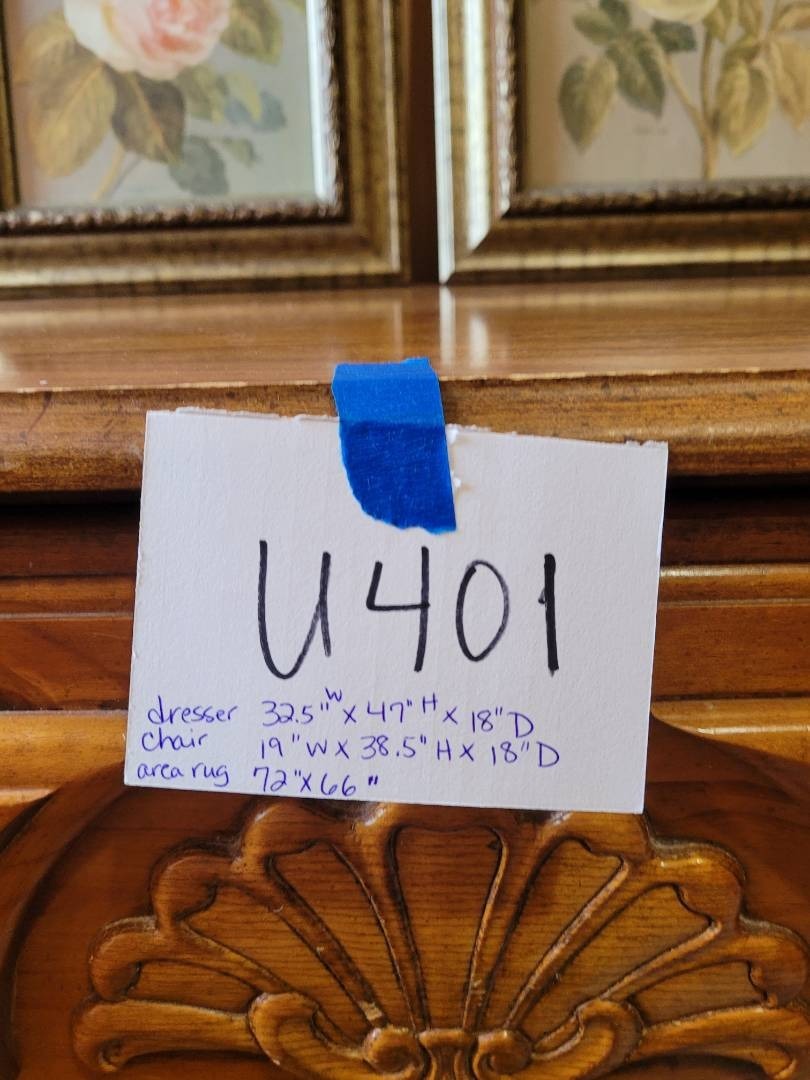 U401
dresser 32.5"W x 47"H x 18"D
chair 19"W x 38.5"H x 18"D
area rug 72"x66"